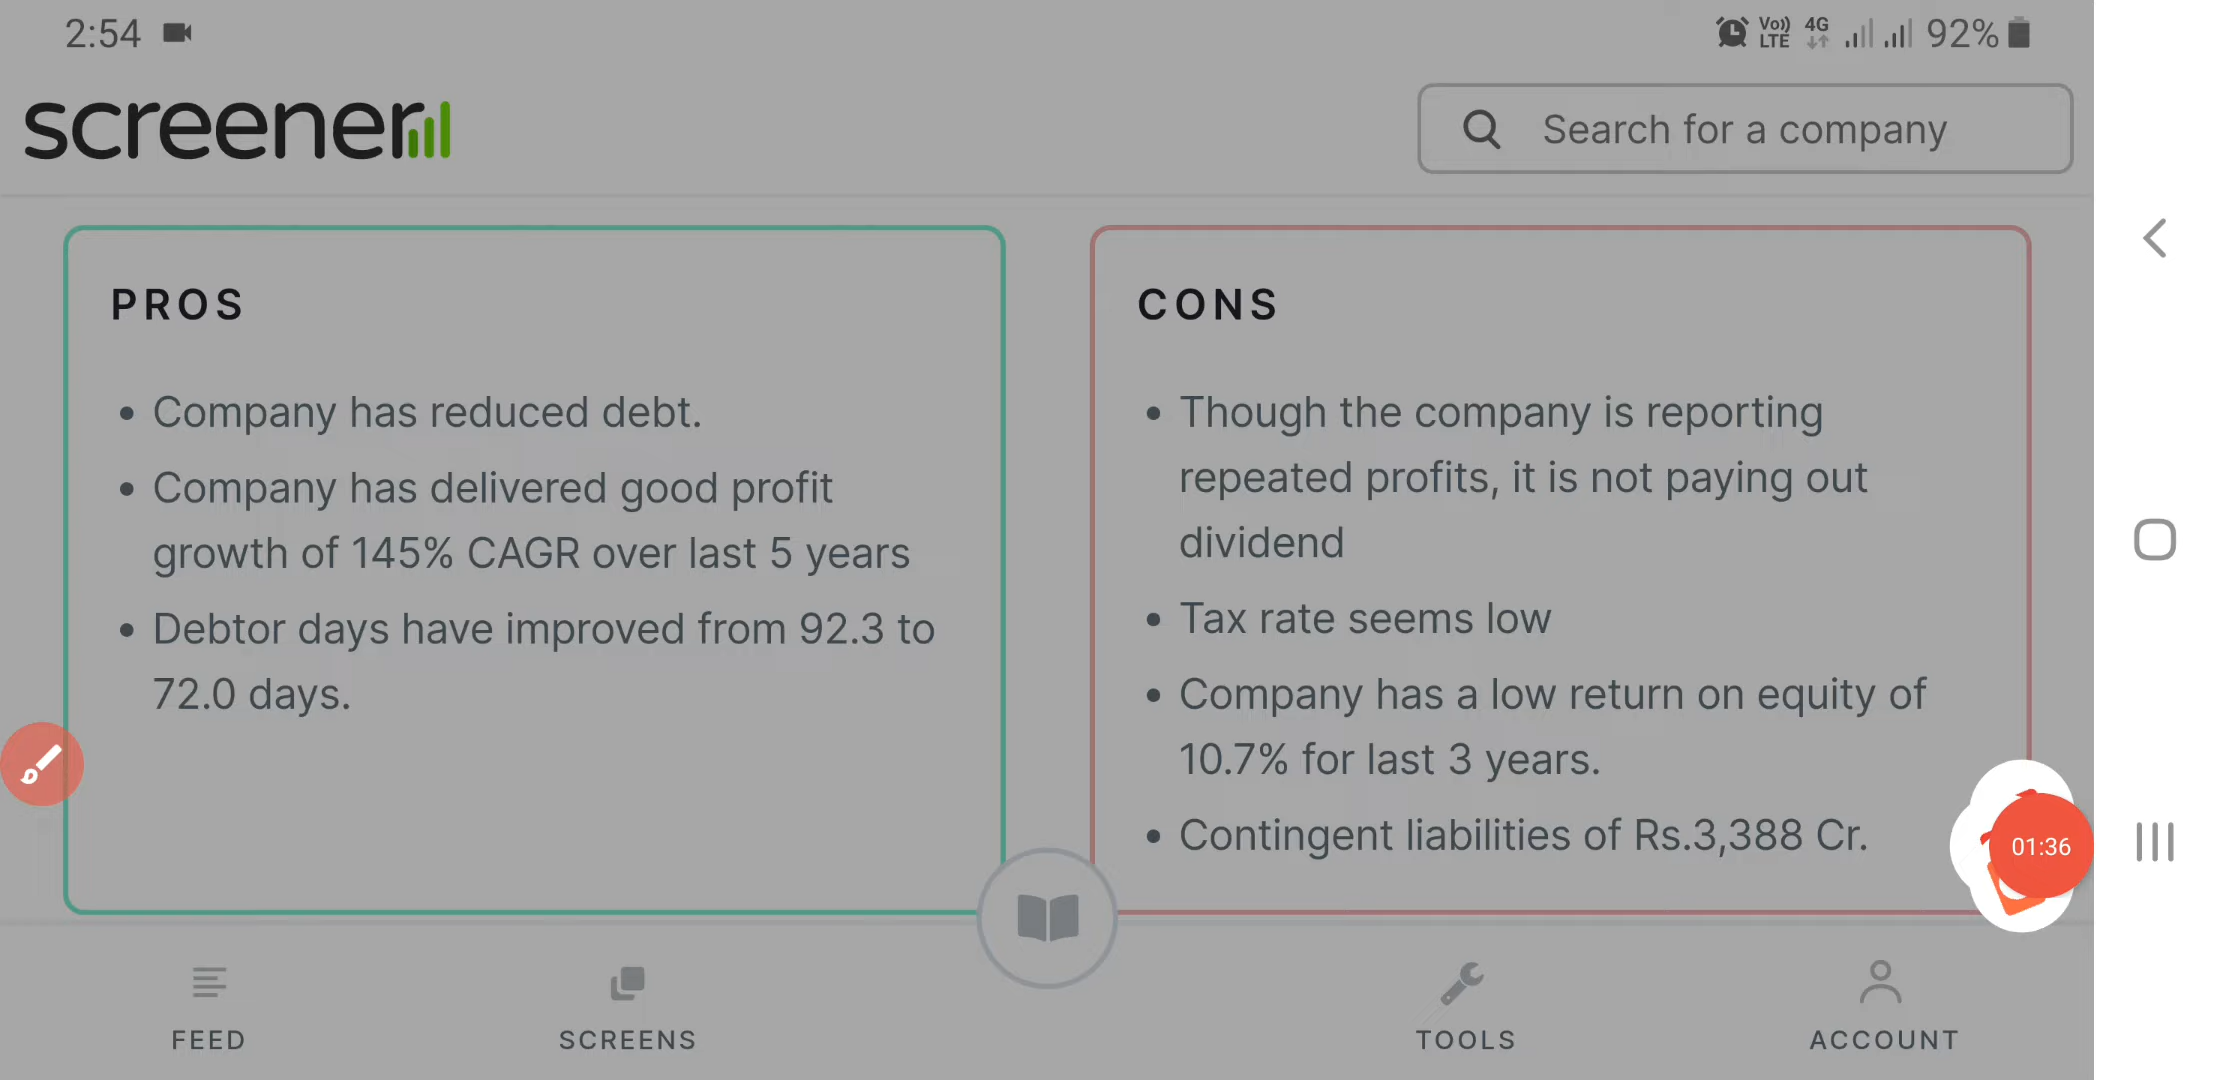 2:54
Vo)) LTE 4G 92%
screener
Search for a company
PROS
• Company has reduced debt.
• Company has delivered good profit
growth of 145% CAGR over last 5 years
• Debtor days have improved from 92.3 to
72.0 days.
CONS
• Though the company is reporting
repeated profits, it is not paying out
dividend
• Tax rate seems low
• Company has a low return on equity of
10.7% for last 3 years.
• Contingent liabilities of Rs.3,388 Cr.
01:36
FEED
SCREENS
TOOLS
ACCOUNT